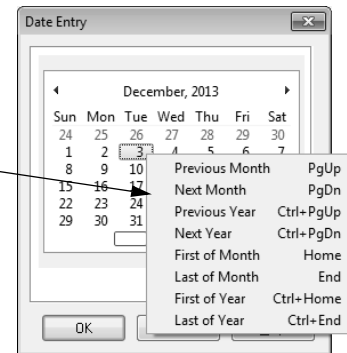 Date Entry
December, 2013
Sun Mon Tue Wed Thu Fri Sat
24 25 26 27 28 29 30
1 2 3 4 5 6 7
8 9 10
15 16 17
22 23 24
29 30 31
Previous Month PgUp
Next Month PgDn
Previous Year Ctrl+PgUp
Next Year Ctrl+PgDn
First of Month Home
Last of Month End
First of Year Ctrl+Home
Last of Year Ctrl+End
OK